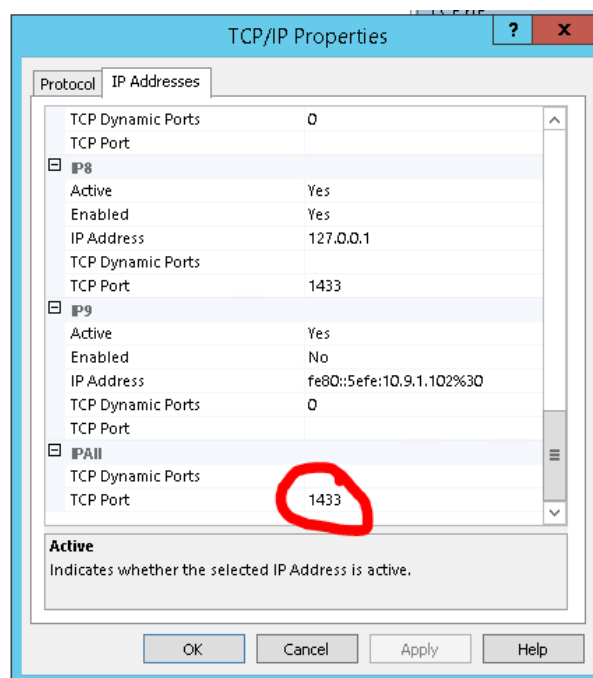 TCP/IP Properties ? x
Protocol IP Addresses
TCP Dynamic Ports 0
TCP Port
IP8
Active Yes
Enabled Yes
IP Address 127.0.0.1
TCP Dynamic Ports
TCP Port 1433
IP9
Active Yes
Enabled No
IP Address fe80::5efe:10.9.1.102%30
TCP Dynamic Ports 0
TCP Port
IPAll
TCP Dynamic Ports
TCP Port 1433
Active
Indicates whether the selected IP Address is active.
OK Cancel Apply Help